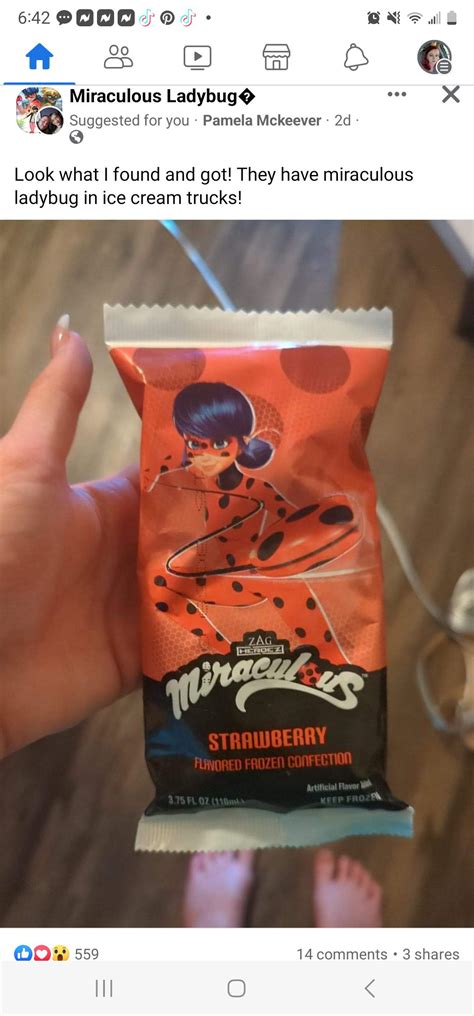 6:42
Miraculous Ladybug�
Suggested for you · Pamela Mckeever · 2d ·
Look what I found and got! They have miraculous
ladybug in ice cream trucks!
ZAG
HEROEZ
Miraculous
STRAWBERRY
FLAVORED FROZEN CONFECTION
Artificial Flavor
3.75 FL OZ (110mL)
KEEP FROZEN
559
14 comments • 3 shares